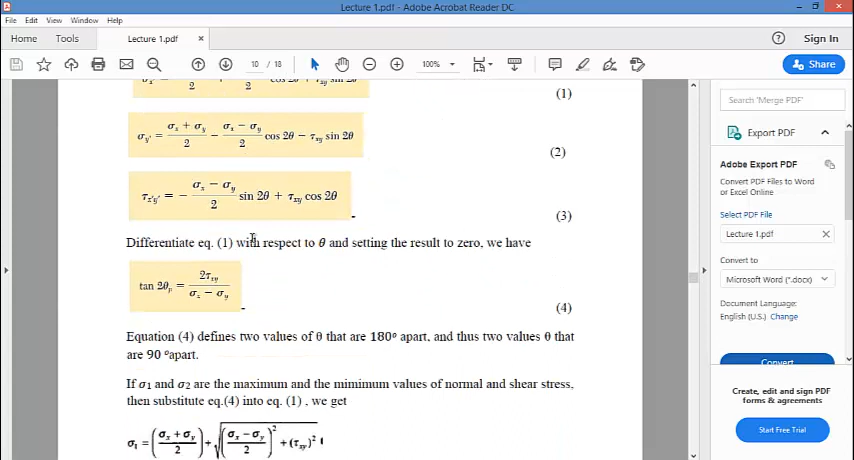 Lecture 1.pdf - Adobe Acrobat Reader DC
File Edit View Window Help
Home Tools Lecture 1.pdf × Sign In
10 / 18 100% Share
(1)
σy' = (σx + σy)/2 − (σx − σy)/2 cos 2θ − τxy sin 2θ
(2)
τx'y' = − (σx − σy)/2 sin 2θ + τxy cos 2θ
(3)
Differentiate eq. (1) with respect to θ and setting the result to zero, we have
tan 2θp = 2τxy/(σx − σy)
(4)
Equation (4) defines two values of θ that are 180º apart, and thus two values θ that
are 90 ºapart.
If σ1 and σ2 are the maximum and the mimimum values of normal and shear stress,
then substitute eq.(4) into eq. (1) , we get
σ1 = ((σx + σy)/2) + √((σx − σy)/2)² + (τxy)²
Search 'Merge PDF'
Export PDF
Adobe Export PDF
Convert PDF Files to Word
or Excel Online
Select PDF File
Lecture 1.pdf ×
Convert to
Microsoft Word (*.docx)
Document Language:
English (U.S.) Change
Convert
Create, edit and sign PDF
forms & agreements
Start Free Trial